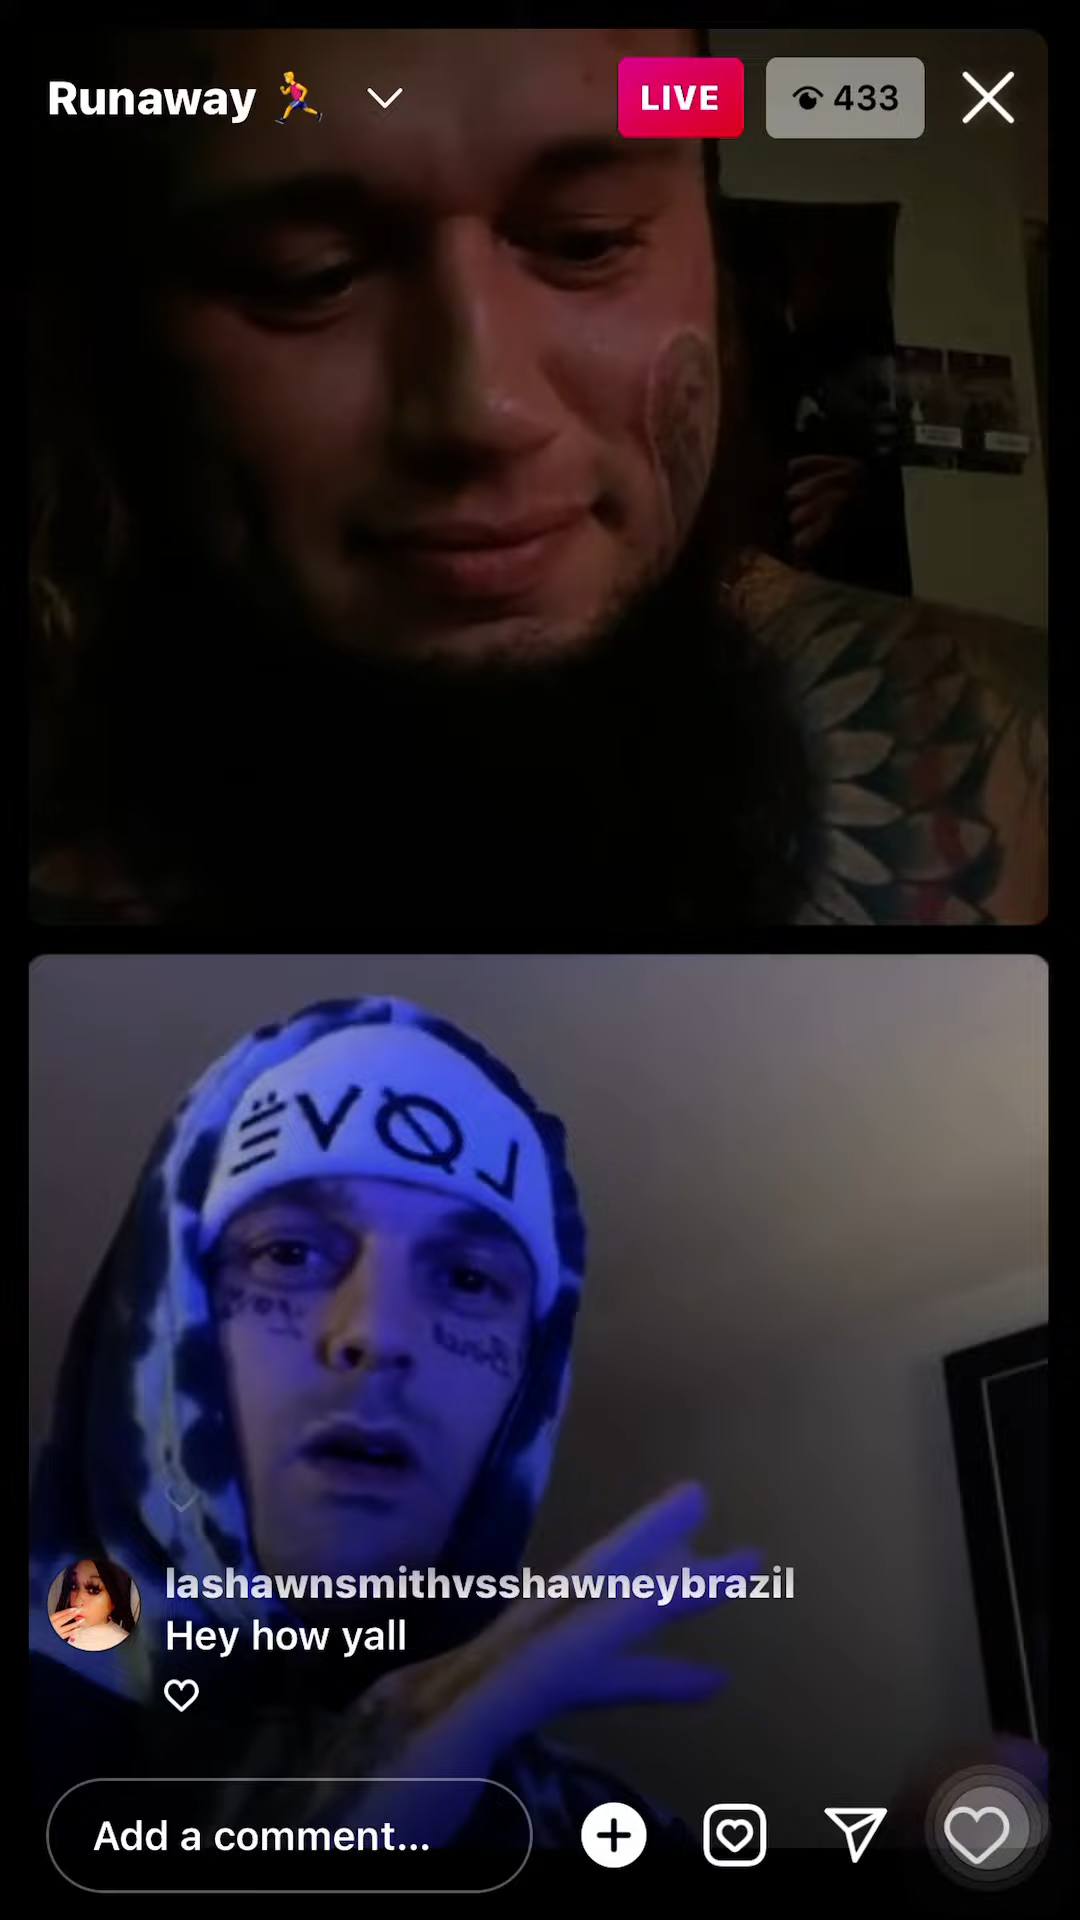 Runaway 🏃
LIVE
433
ËVØL
lashawnsmithvsshawneybrazil
Hey how yall
Add a comment...